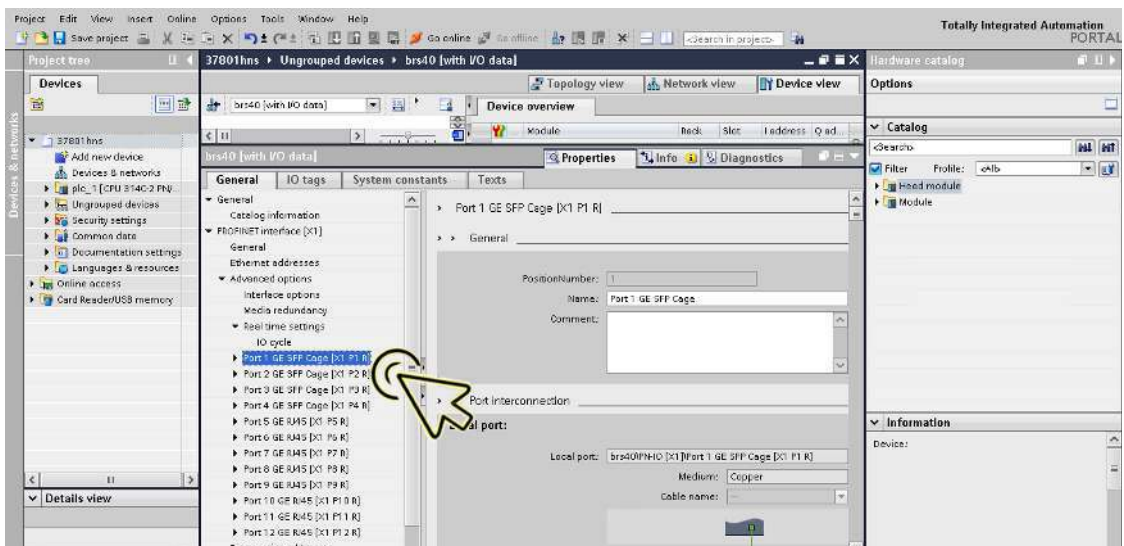 Project Edit View Insert Online Options Tools Window Help
Totally Integrated Automation
PORTAL
Save project
Go online
Go offline
<Search in project>
Project tree
37801hns ▸ Ungrouped devices ▸ brs40 [with I/O data]
Hardware catalog
Devices
Topology view
Network view
Device view
Options
brs40 [with I/O data]
Device overview
Module
Rack
Slot
I address
Q ad...
Catalog
<Search>
Filter
Profile:
Head module
Module
Devices & networks
37801hns
Add new device
Devices & networks
plc_1 [CPU 314C-2 PN/...
Ungrouped devices
Security settings
Common data
Documentation settings
Languages & resources
Online access
Card Reader/USB memory
Details view
brs40 [with I/O data]
Properties
Info
Diagnostics
General
IO tags
System constants
Texts
General
Catalog information
PROFINET interface [X1]
General
Ethernet addresses
Advanced options
Interface options
Media redundancy
Real time settings
IO cycle
Port 1 GE SFP Cage [X1 P1 R]
Port 2 GE SFP Cage [X1 P2 R]
Port 3 GE SFP Cage [X1 P3 R]
Port 4 GE SFP Cage [X1 P4 R]
Port 5 GE RJ45 [X1 P5 R]
Port 6 GE RJ45 [X1 P6 R]
Port 7 GE RJ45 [X1 P7 R]
Port 8 GE RJ45 [X1 P8 R]
Port 9 GE RJ45 [X1 P9 R]
Port 10 GE RJ45 [X1 P10 R]
Port 11 GE RJ45 [X1 P11 R]
Port 12 GE RJ45 [X1 P12 R]
Port 1 GE SFP Cage [X1 P1 R]
General
PositionNumber: 1
Name: Port 1 GE SFP Cage
Comment:
Port interconnection
port:
Local port: brs40\PN-IO [X1]\Port 1 GE SFP Cage [X1 P1 R]
Medium: Copper
Cable name: ---
Information
Device: